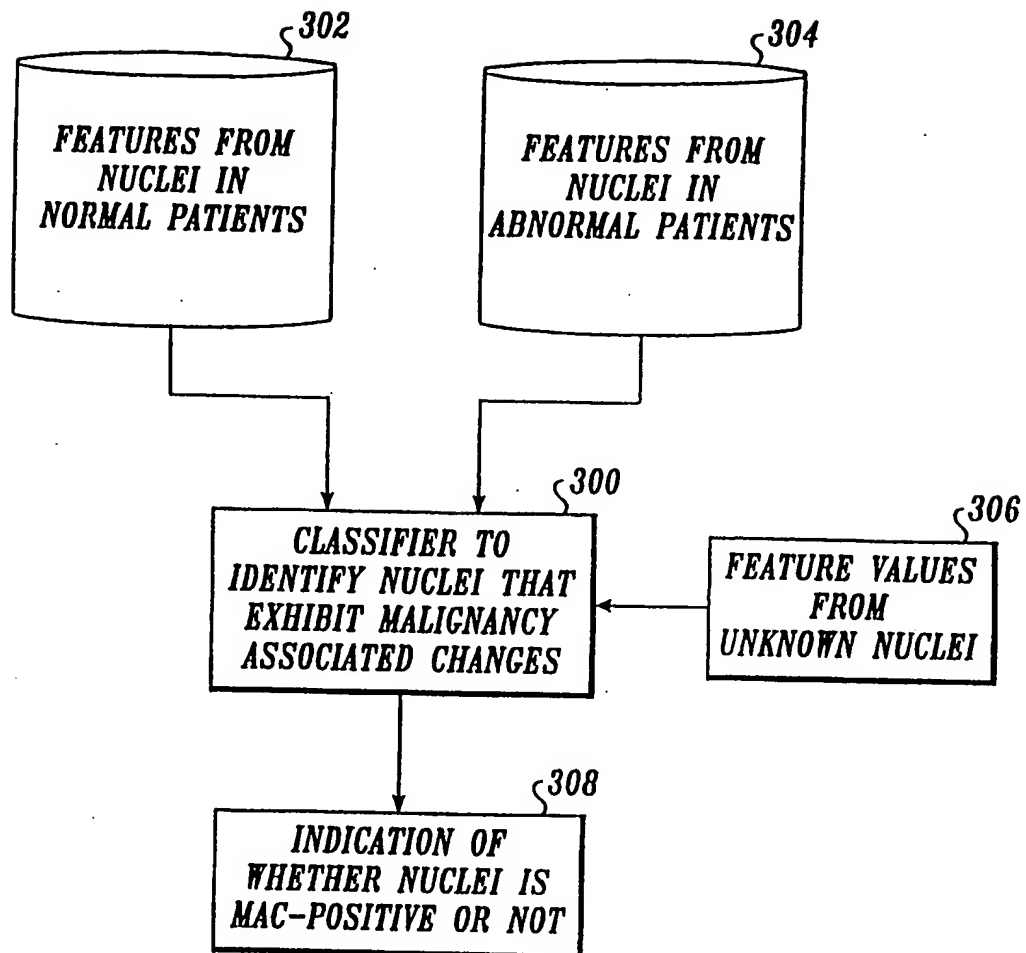 302
FEATURES FROM
NUCLEI IN
NORMAL PATIENTS
304
FEATURES FROM
NUCLEI IN
ABNORMAL PATIENTS
300
CLASSIFIER TO
IDENTIFY NUCLEI THAT
EXHIBIT MALIGNANCY
ASSOCIATED CHANGES
306
FEATURE VALUES
FROM
UNKNOWN NUCLEI
308
INDICATION OF
WHETHER NUCLEI IS
MAC-POSITIVE OR NOT